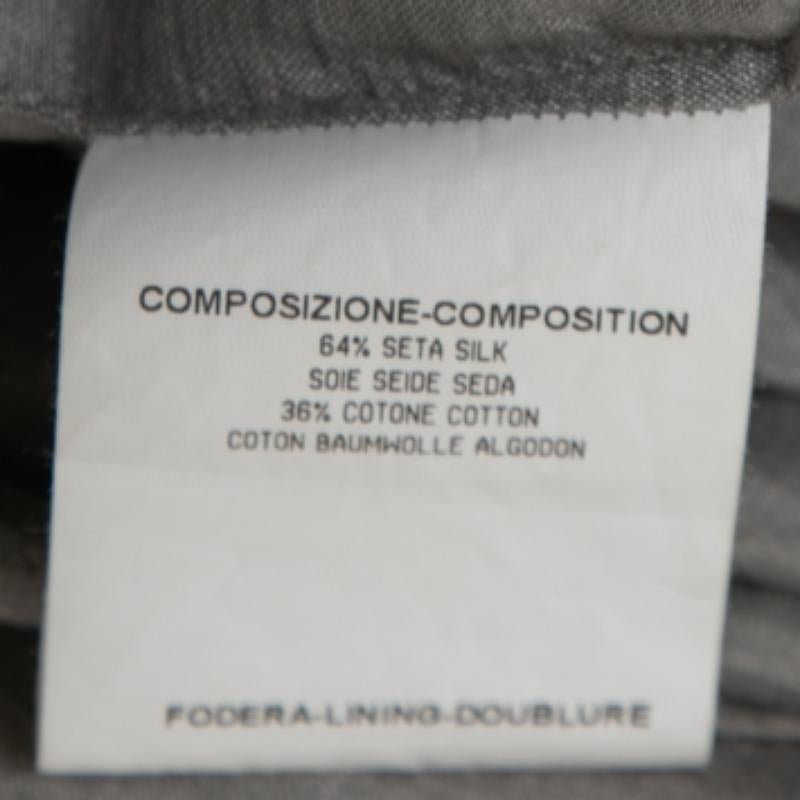 COMPOSIZIONE-COMPOSITION
64% SETA SILK
SOIE SEIDE SEDA
36% COTONE COTTON
COTON BAUMWOLLE ALGODON
FODERA-LINING-DOUBLURE